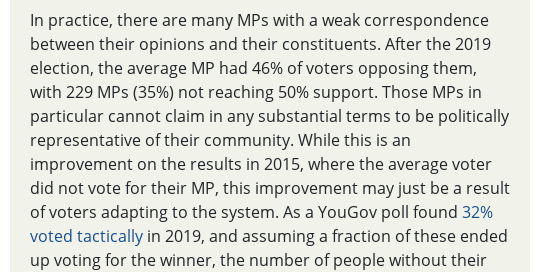 In practice, there are many MPs with a weak correspondence
between their opinions and their constituents. After the 2019
election, the average MP had 46% of voters opposing them,
with 229 MPs (35%) not reaching 50% support. Those MPs in
particular cannot claim in any substantial terms to be politically
representative of their community. While this is an
improvement on the results in 2015, where the average voter
did not vote for their MP, this improvement may just be a result
of voters adapting to the system. As a YouGov poll found 32%
voted tactically in 2019, and assuming a fraction of these ended
up voting for the winner, the number of people without their